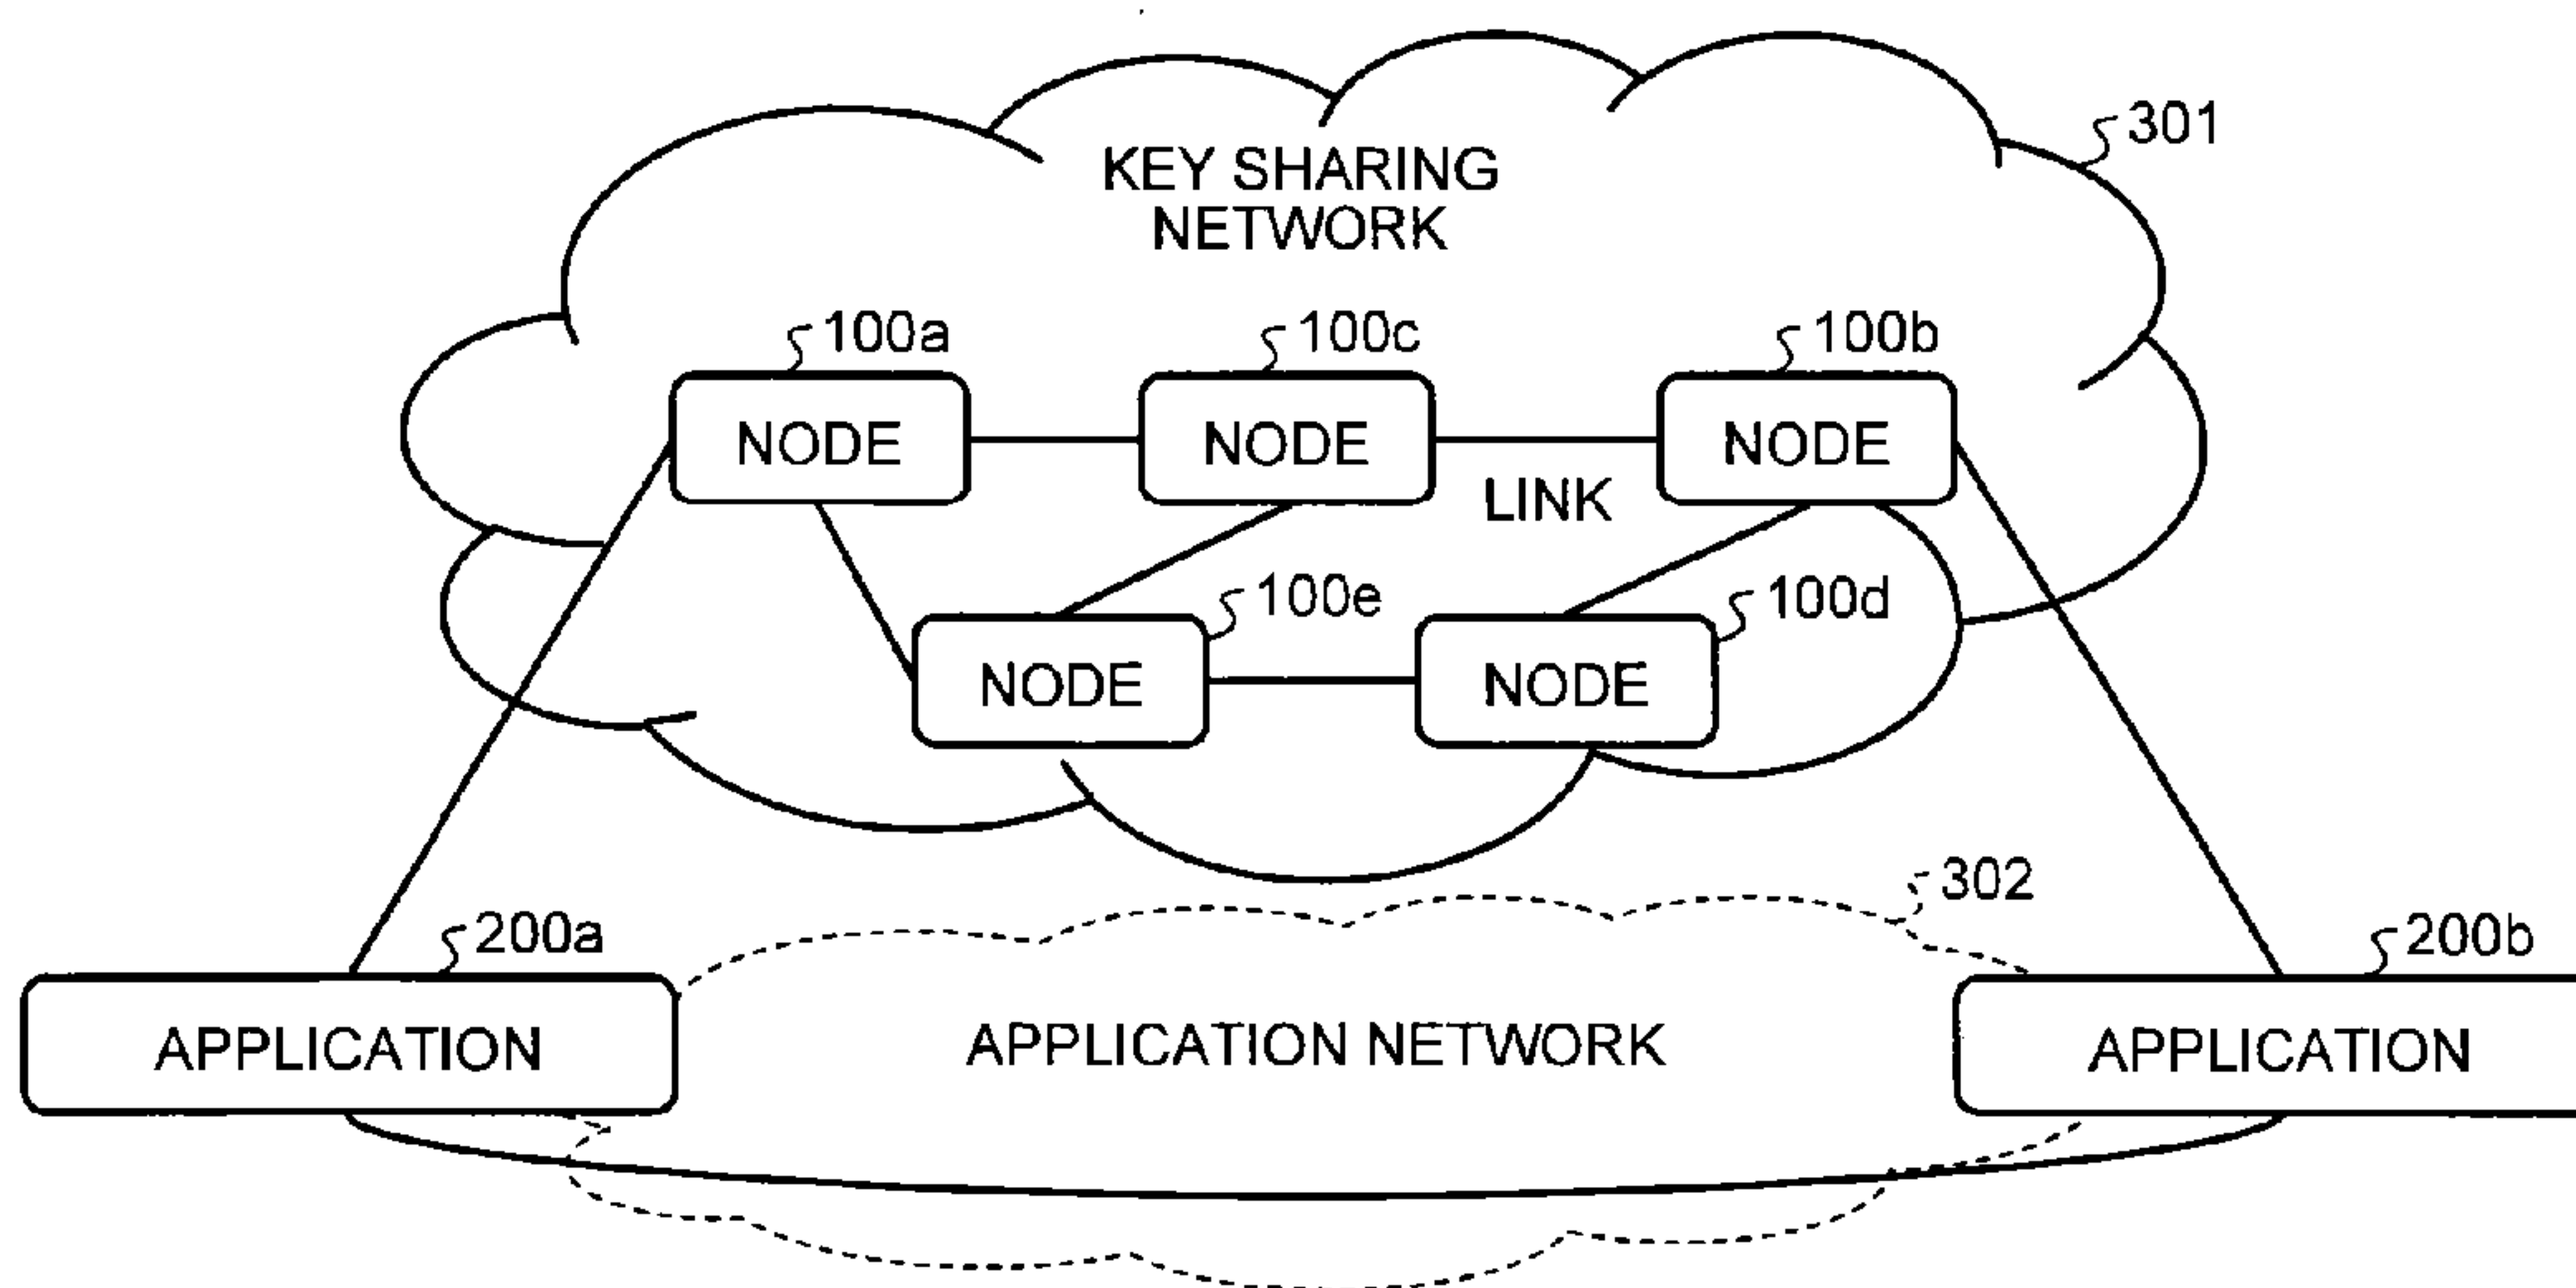 301
KEY SHARING
NETWORK
100a
100c
100b
NODE
NODE
NODE
LINK
100e
100d
NODE
NODE
302
200a
200b
APPLICATION
APPLICATION NETWORK
APPLICATION